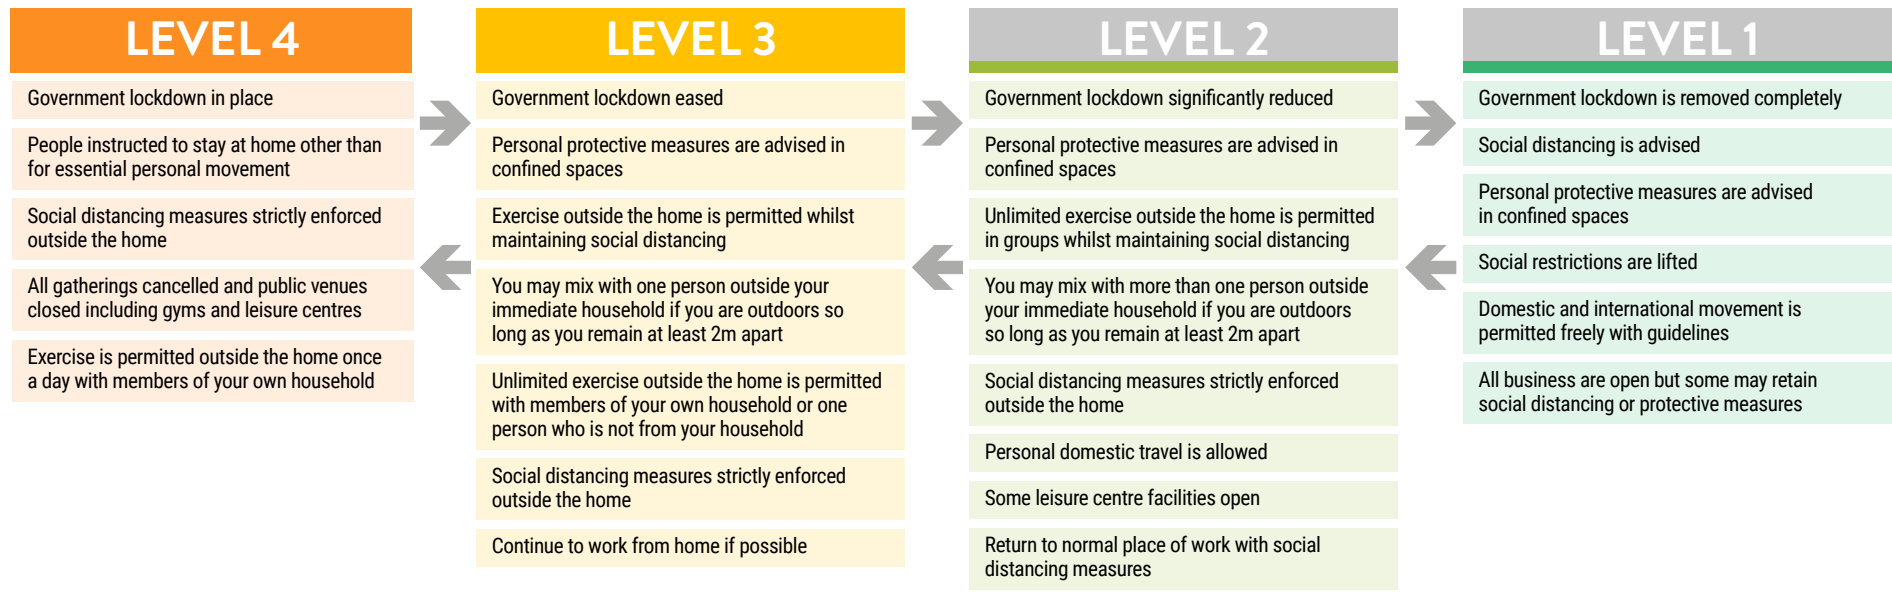 LEVEL 4
Government lockdown in place
People instructed to stay at home other than
for essential personal movement
Social distancing measures strictly enforced
outside the home
All gatherings cancelled and public venues
closed including gyms and leisure centres
Exercise is permitted outside the home once
a day with members of your own household
LEVEL 3
Government lockdown eased
Personal protective measures are advised in
confined spaces
Exercise outside the home is permitted whilst
maintaining social distancing
You may mix with one person outside your
immediate household if you are outdoors so
long as you remain at least 2m apart
Unlimited exercise outside the home is permitted
with members of your own household or one
person who is not from your household
Social distancing measures strictly enforced
outside the home
Continue to work from home if possible
LEVEL 2
Government lockdown significantly reduced
Personal protective measures are advised in
confined spaces
Unlimited exercise outside the home is permitted
in groups whilst maintaining social distancing
You may mix with more than one person outside
your immediate household if you are outdoors
so long as you remain at least 2m apart
Social distancing measures strictly enforced
outside the home
Personal domestic travel is allowed
Some leisure centre facilities open
Return to normal place of work with social
distancing measures
LEVEL 1
Government lockdown is removed completely
Social distancing is advised
Personal protective measures are advised
in confined spaces
Social restrictions are lifted
Domestic and international movement is
permitted freely with guidelines
All business are open but some may retain
social distancing or protective measures